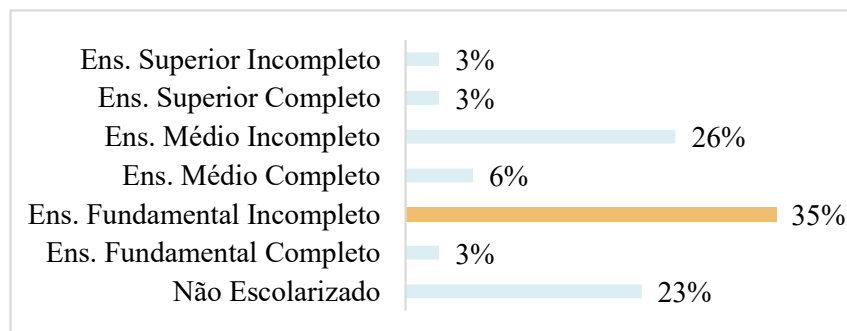 Ens. Superior Incompleto 3%
Ens. Superior Completo 3%
Ens. Médio Incompleto 26%
Ens. Médio Completo 6%
Ens. Fundamental Incompleto 35%
Ens. Fundamental Completo 3%
Não Escolarizado 23%